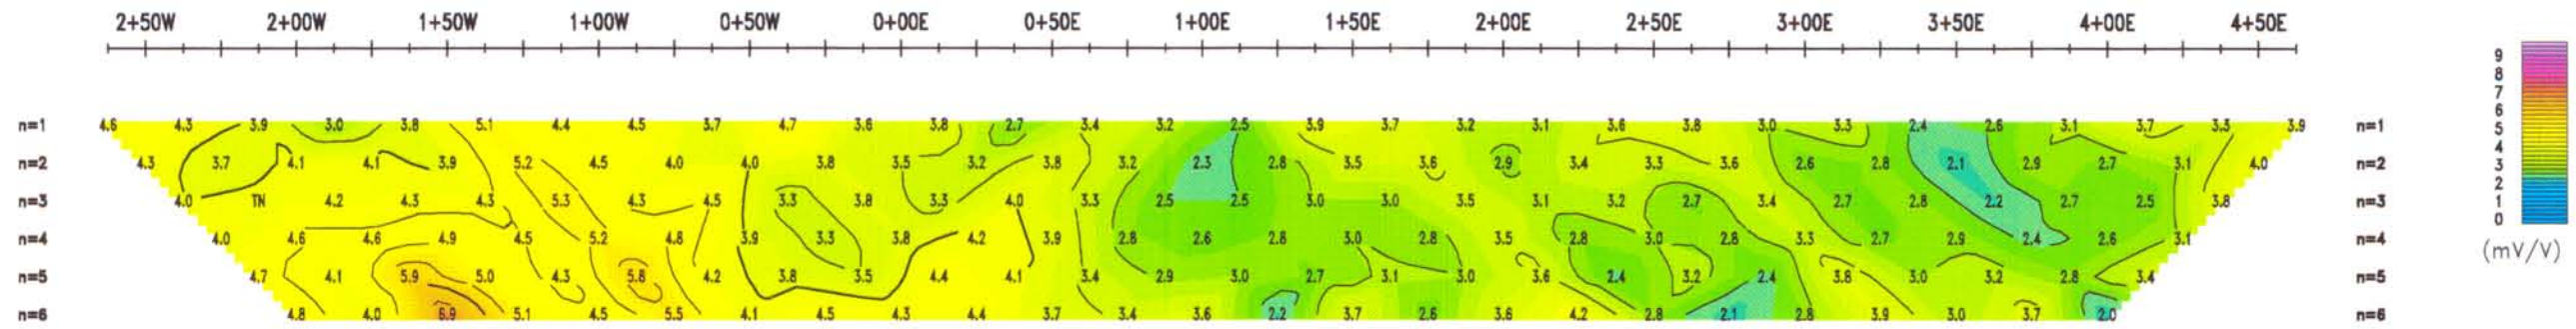 2+50W 2+00W 1+50W 1+00W 0+50W 0+00E 0+50E 1+00E 1+50E 2+00E 2+50E 3+00E 3+50E 4+00E 4+50E
n=1 4.6 4.3 3.9 3.0 3.8 5.1 4.4 4.5 3.7 4.7 3.6 3.8 2.7 3.4 3.2 2.5 3.9 3.7 3.2 3.1 3.6 3.8 3.0 3.3 2.4 2.6 3.1 3.7 3.3 3.9 n=1
n=2 4.3 3.7 4.1 4.1 3.9 5.2 4.5 4.0 4.0 3.8 3.5 3.2 3.8 3.2 2.3 2.8 3.5 3.6 2.9 3.4 3.3 3.6 2.6 2.8 2.1 2.9 2.7 3.1 4.0 n=2
n=3 4.0 TN 4.2 4.3 4.3 5.3 4.3 4.5 3.3 3.8 3.3 4.0 3.3 2.5 2.5 3.0 3.0 3.5 3.1 3.2 2.7 3.4 2.7 2.8 2.2 2.7 2.5 3.8 n=3
n=4 4.0 4.6 4.6 4.9 4.5 5.2 4.8 3.9 3.3 3.8 4.2 3.9 2.8 2.6 2.8 3.0 2.8 3.5 2.8 3.0 2.8 3.3 2.7 2.9 2.4 2.6 3.1 n=4
n=5 4.7 4.1 5.9 5.0 4.3 5.8 4.2 3.8 3.5 4.4 4.1 3.4 2.9 3.0 2.7 3.1 3.0 3.6 2.4 3.2 2.4 3.8 3.0 3.2 2.8 3.4 n=5
n=6 4.8 4.0 6.9 5.1 4.5 5.5 4.1 4.5 4.3 4.4 3.7 3.4 3.6 2.2 3.7 2.6 3.6 4.2 2.8 2.1 2.8 3.9 3.0 3.7 2.0 n=6
9
8
7
6
5
4
3
2
1
0
(mV/V)